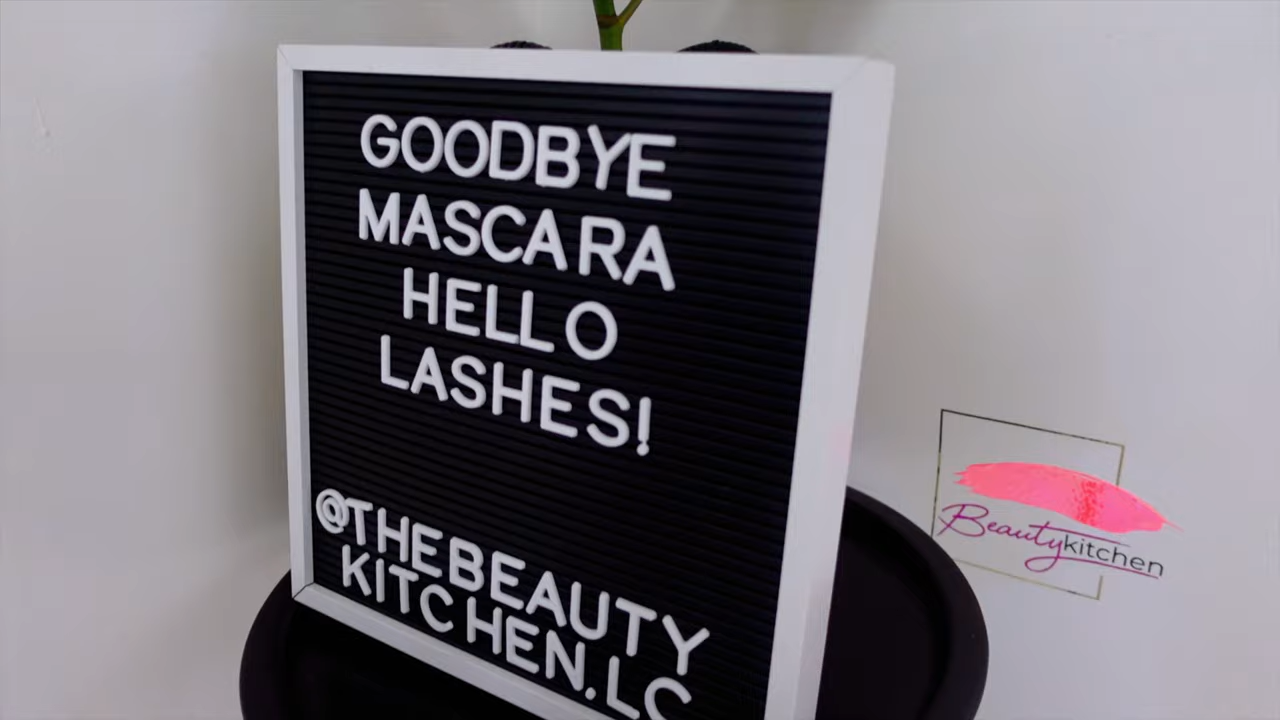 GOODBYE
MASCARA
HELLO
LASHES!
@THEBEAUTY
KITCHEN.LC
Beautykitchen